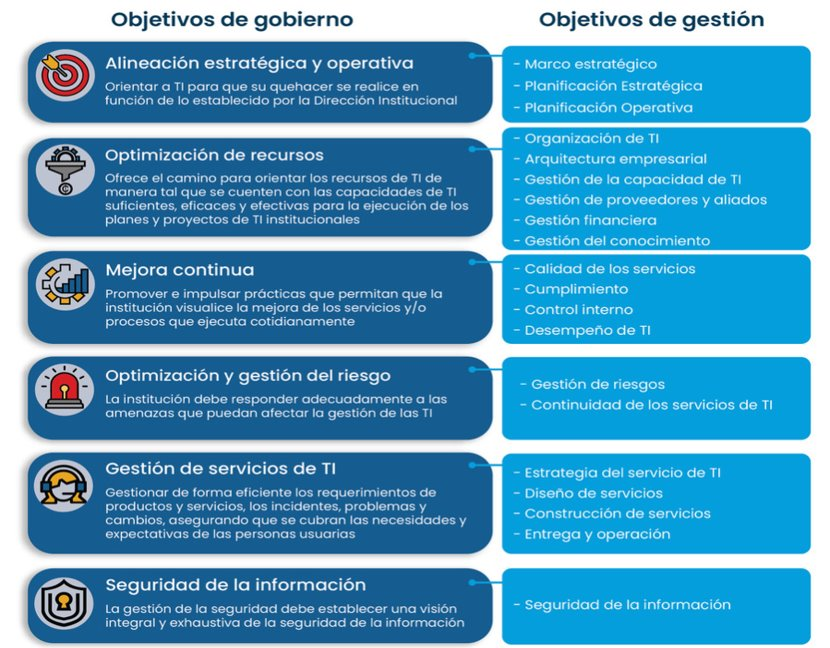 Objetivos de gobierno
Objetivos de gestión
Alineación estratégica y operativa
Orientar a TI para que su quehacer se realice en
función de lo establecido por la Dirección Institucional
- Marco estratégico
- Planificación Estratégica
- Planificación Operativa
Optimización de recursos
Ofrece el camino para orientar los recursos de TI de
manera tal que se cuenten con las capacidades de TI
suficientes, eficaces y efectivas para la ejecución de los
planes y proyectos de TI institucionales
- Organización de TI
- Arquitectura empresarial
- Gestión de la capacidad de TI
- Gestión de proveedores y aliados
- Gestión financiera
- Gestión del conocimiento
Mejora continua
Promover e impulsar prácticas que permitan que la
institución visualice la mejora de los servicios y/o
procesos que ejecuta cotidianamente
- Calidad de los servicios
- Cumplimiento
- Control interno
- Desempeño de TI
Optimización y gestión del riesgo
La institución debe responder adecuadamente a las
amenazas que puedan afectar la gestión de las TI
- Gestión de riesgos
- Continuidad de los servicios de TI
Gestión de servicios de TI
Gestionar de forma eficiente los requerimientos de
productos y servicios, los incidentes, problemas y
cambios, asegurando que se cubran las necesidades y
expectativas de las personas usuarias
- Estrategia del servicio de TI
- Diseño de servicios
- Construcción de servicios
- Entrega y operación
Seguridad de la información
La gestión de la seguridad debe establecer una visión
integral y exhaustiva de la seguridad de la información
- Seguridad de la información